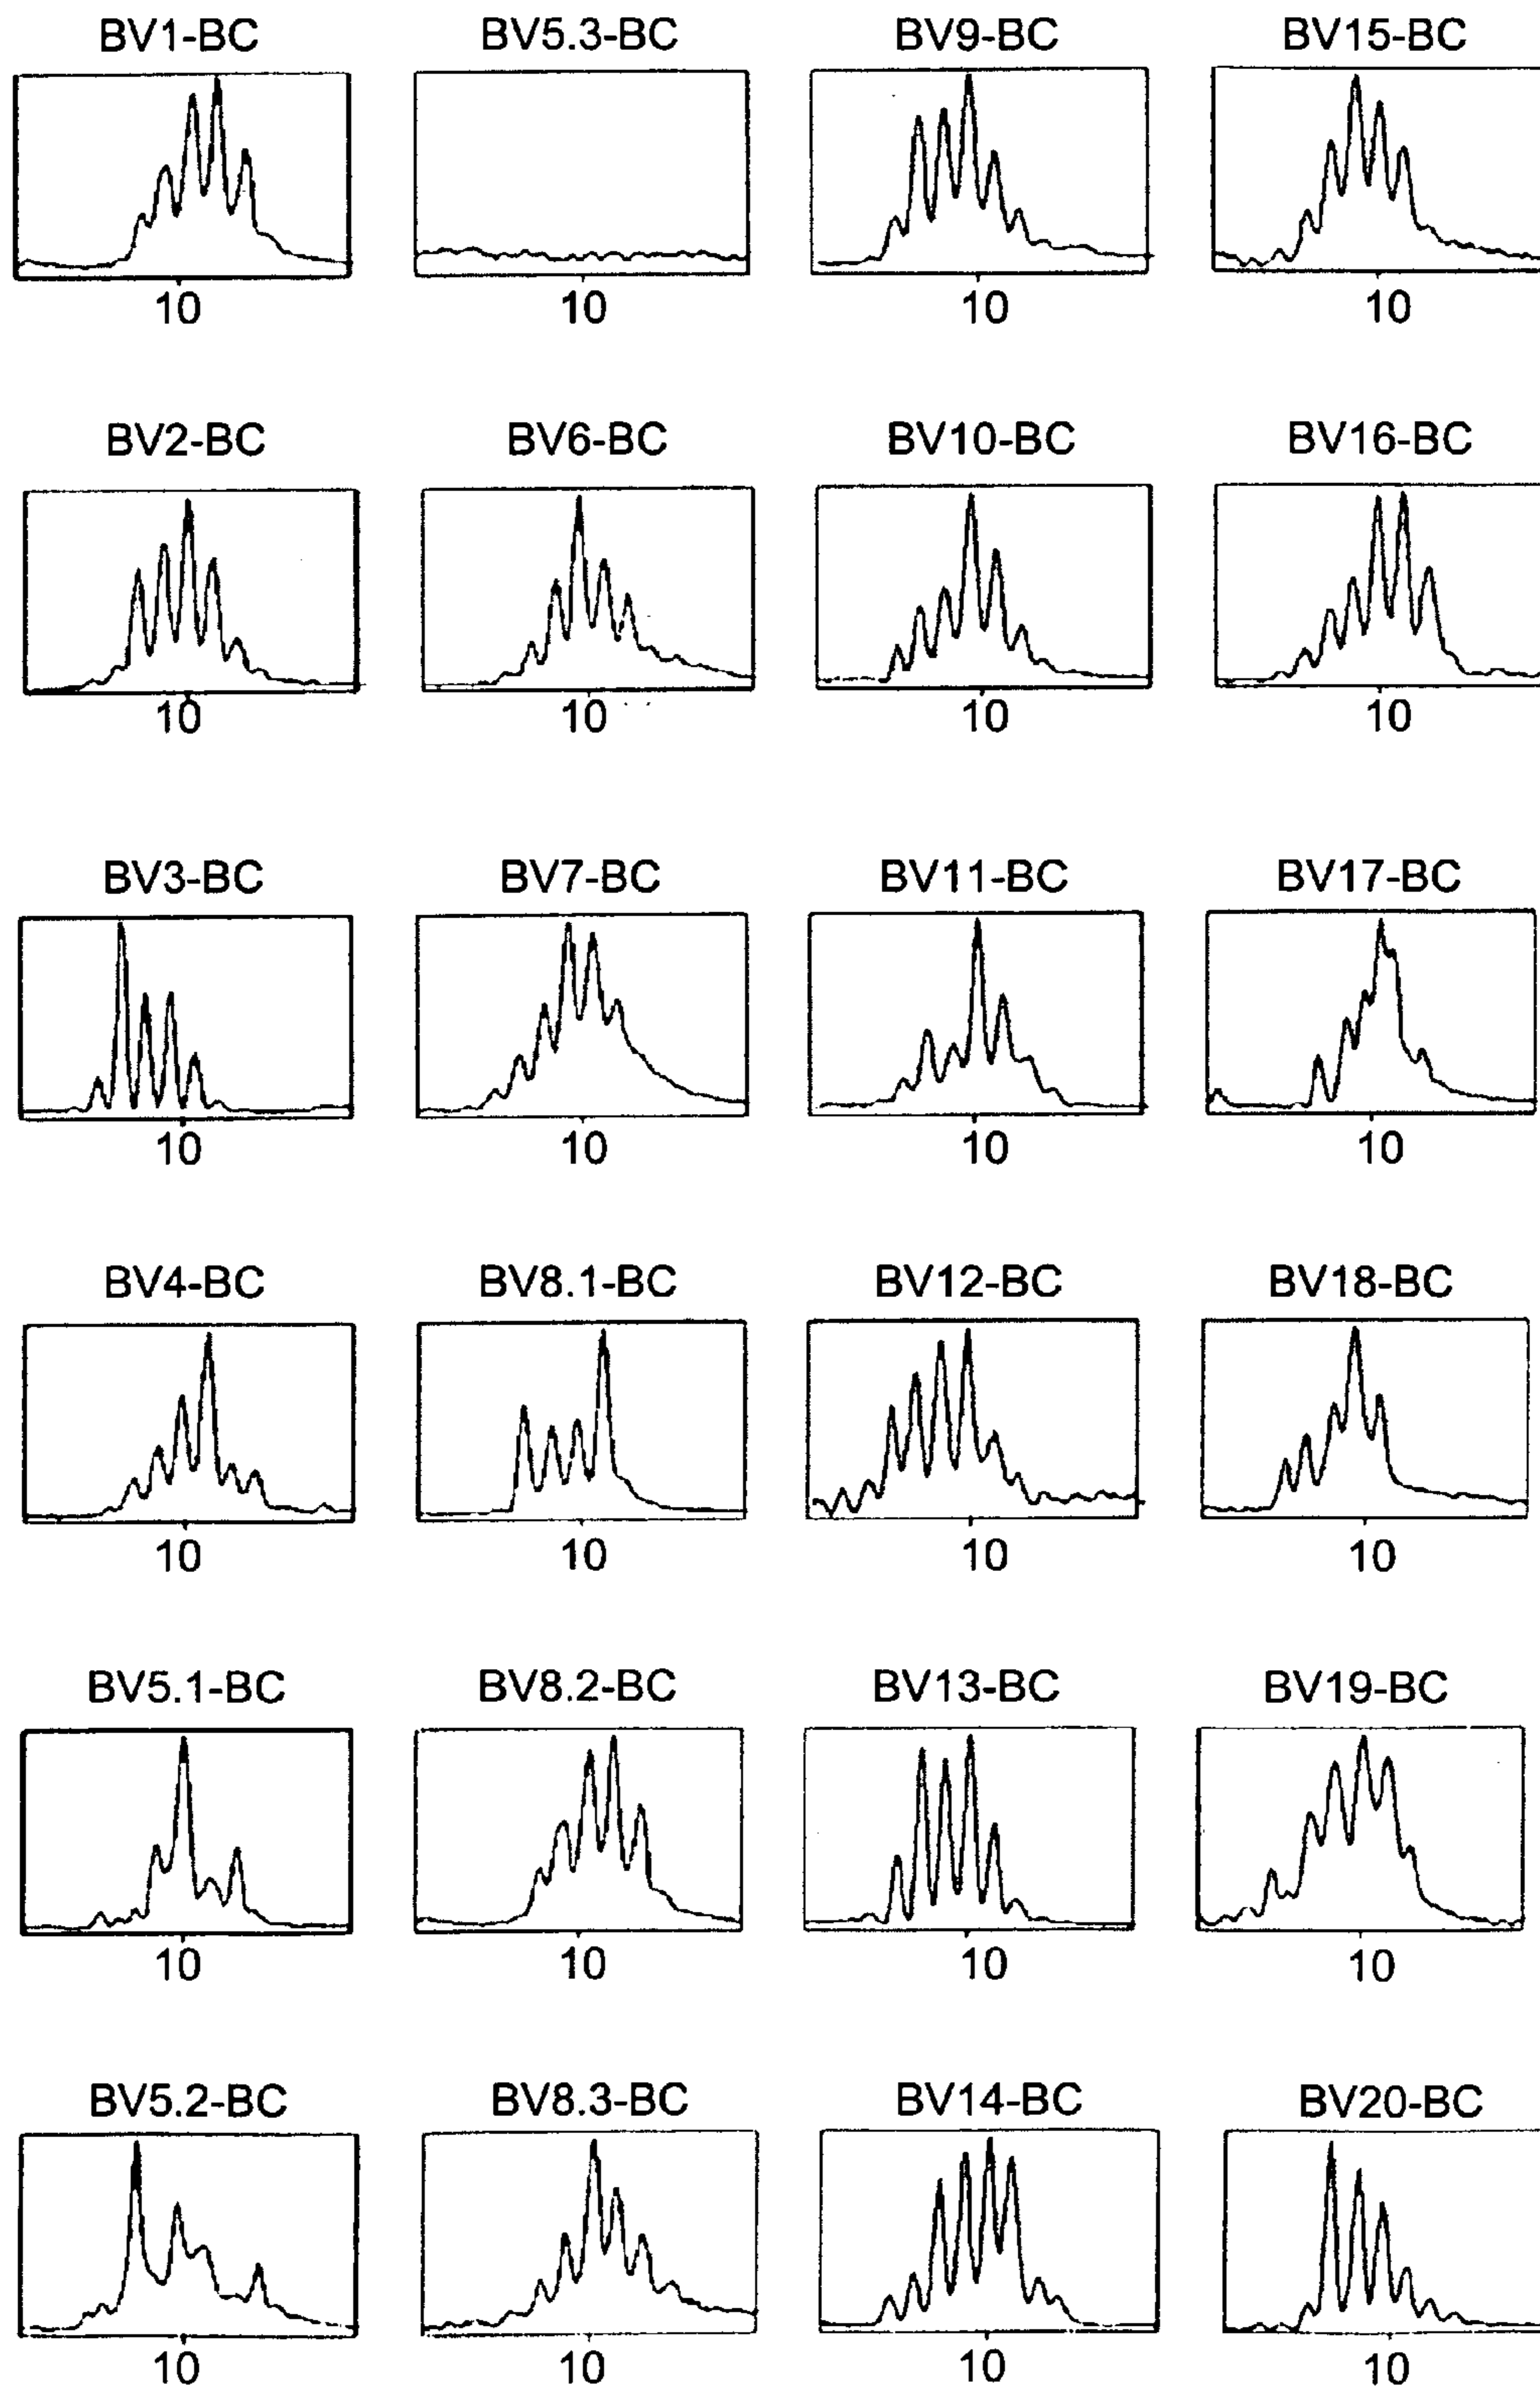 BV1-BC BV5.3-BC BV9-BC BV15-BC
10 10 10 10
BV2-BC BV6-BC BV10-BC BV16-BC
10 10 10 10
BV3-BC BV7-BC BV11-BC BV17-BC
10 10 10 10
BV4-BC BV8.1-BC BV12-BC BV18-BC
10 10 10 10
BV5.1-BC BV8.2-BC BV13-BC BV19-BC
10 10 10 10
BV5.2-BC BV8.3-BC BV14-BC BV20-BC
10 10 10 10